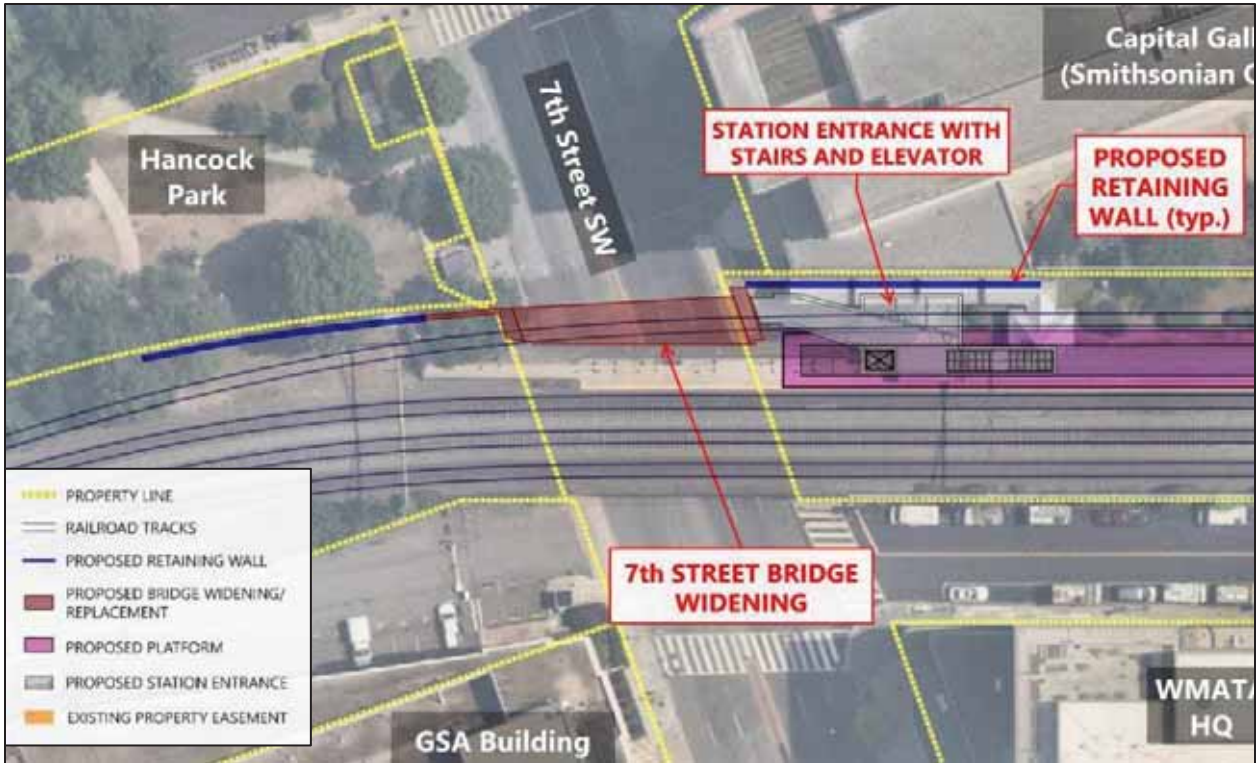 Capital Gal
(Smithsonian
7th Street SW
Hancock
Park
STATION ENTRANCE WITH
STAIRS AND ELEVATOR
PROPOSED
RETAINING
WALL (typ.)
7th STREET BRIDGE
WIDENING
PROPERTY LINE
RAILROAD TRACKS
PROPOSED RETAINING WALL
PROPOSED BRIDGE WIDENING/
REPLACEMENT
PROPOSED PLATFORM
PROPOSED STATION ENTRANCE
EXISTING PROPERTY EASEMENT
GSA Building
WMATA
HQ